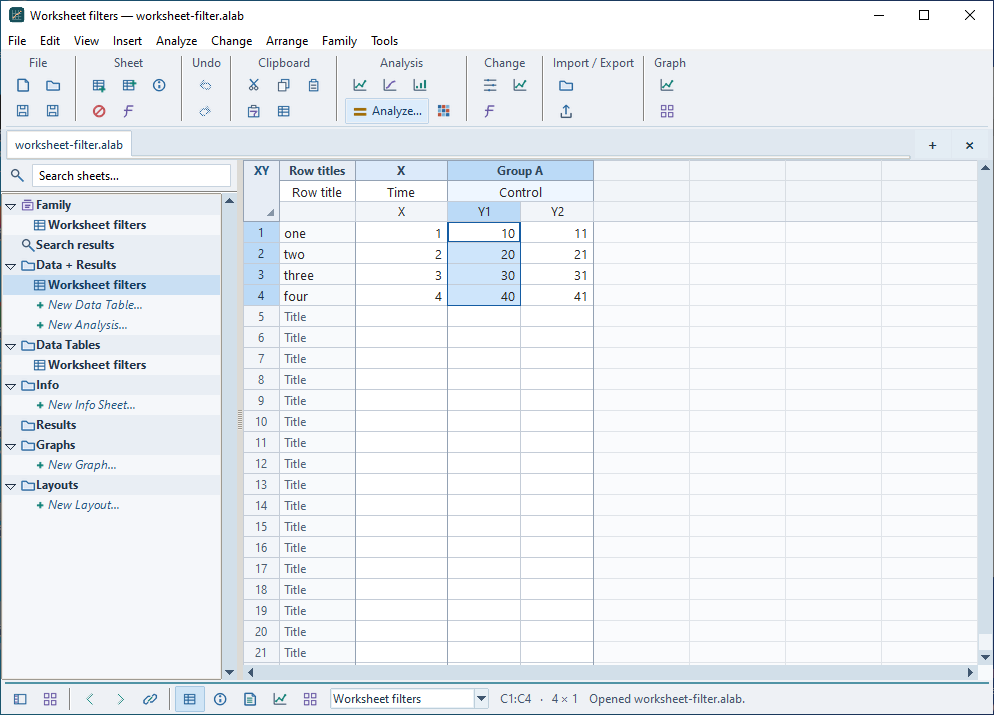 Worksheet filters — worksheet-filter.alab
File Edit View Insert Analyze Change Arrange Family Tools
File Sheet Undo Clipboard Analysis Change Import / Export Graph
Analyze...
worksheet-filter.alab
Search sheets...
Family
Worksheet filters
Search results
Data + Results
Worksheet filters
New Data Table...
New Analysis...
Data Tables
Worksheet filters
Info
New Info Sheet...
Results
Graphs
New Graph...
Layouts
New Layout...
XY Row titles X Group A
Row title Time Control
X Y1 Y2
1 one 1 10 11
2 two 2 20 21
3 three 3 30 31
4 four 4 40 41
5 Title
6 Title
7 Title
8 Title
9 Title
10 Title
11 Title
12 Title
13 Title
14 Title
15 Title
16 Title
17 Title
18 Title
19 Title
20 Title
21 Title
Worksheet filters C1:C4 · 4 × 1 Opened worksheet-filter.alab.